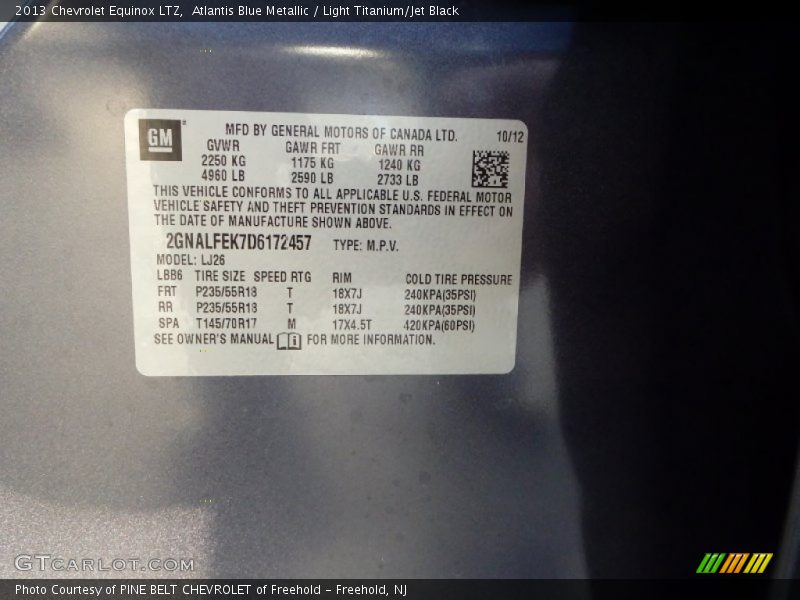 2013 Chevrolet Equinox LTZ,  Atlantis Blue Metallic / Light Titanium/Jet Black
GM
MFD BY GENERAL MOTORS OF CANADA LTD. 10/12
GVWR GAWR FRT GAWR RR
2250 KG 1175 KG 1240 KG
4960 LB 2590 LB 2733 LB
THIS VEHICLE CONFORMS TO ALL APPLICABLE U.S. FEDERAL MOTOR
VEHICLE SAFETY AND THEFT PREVENTION STANDARDS IN EFFECT ON
THE DATE OF MANUFACTURE SHOWN ABOVE.
2GNALFEK7D6172457 TYPE: M.P.V.
MODEL: LJ26
LBB6 TIRE SIZE SPEED RTG RIM COLD TIRE PRESSURE
FRT P235/55R18 T 18X7J 240KPA(35PSI)
RR P235/55R18 T 18X7J 240KPA(35PSI)
SPA T145/70R17 M 17X4.5T 420KPA(60PSI)
SEE OWNER'S MANUAL i FOR MORE INFORMATION.
GTCARLOT.COM
Photo Courtesy of PINE BELT CHEVROLET of Freehold - Freehold, NJ